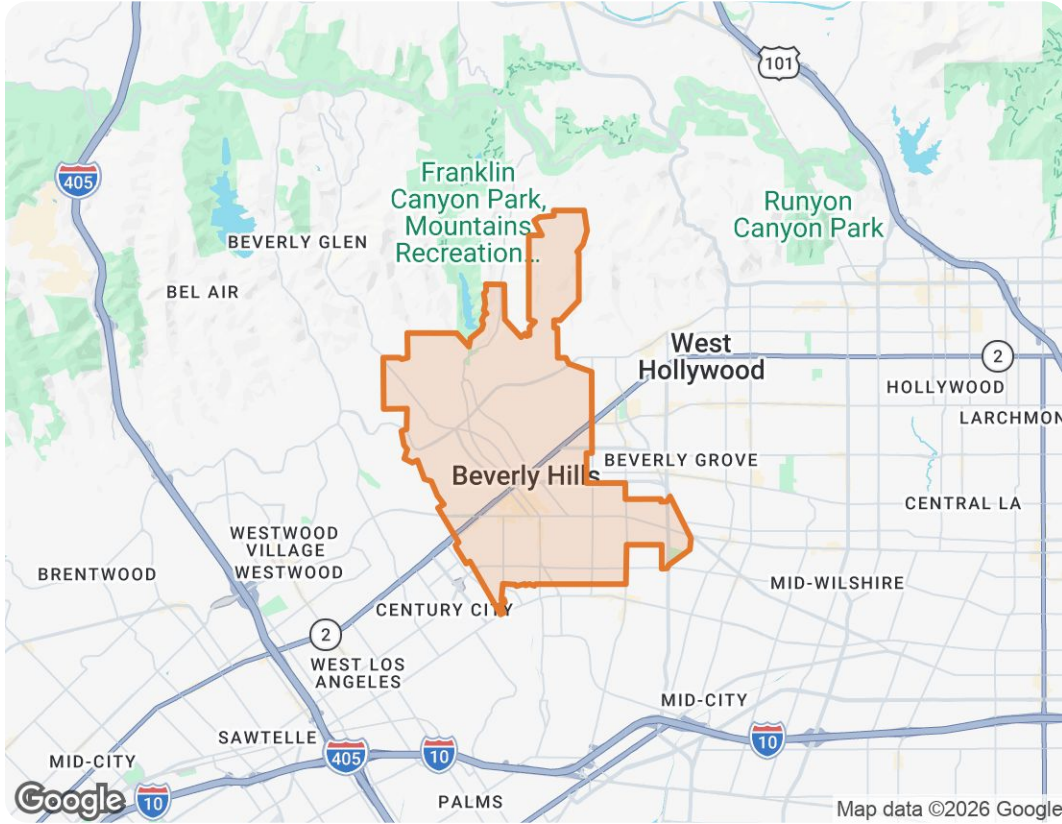 101
405
Franklin
Canyon Park,
Mountains
Recreation...
Runyon
Canyon Park
BEVERLY GLEN
BEL AIR
West
Hollywood
2
HOLLYWOOD
LARCHMON
Beverly Hills
BEVERLY GROVE
CENTRAL LA
WESTWOOD
VILLAGE
WESTWOOD
BRENTWOOD
MID-WILSHIRE
CENTURY CITY
2
WEST LOS
ANGELES
MID-CITY
SAWTELLE
405
10
10
MID-CITY
10
PALMS
Google
Map data ©2026 Google